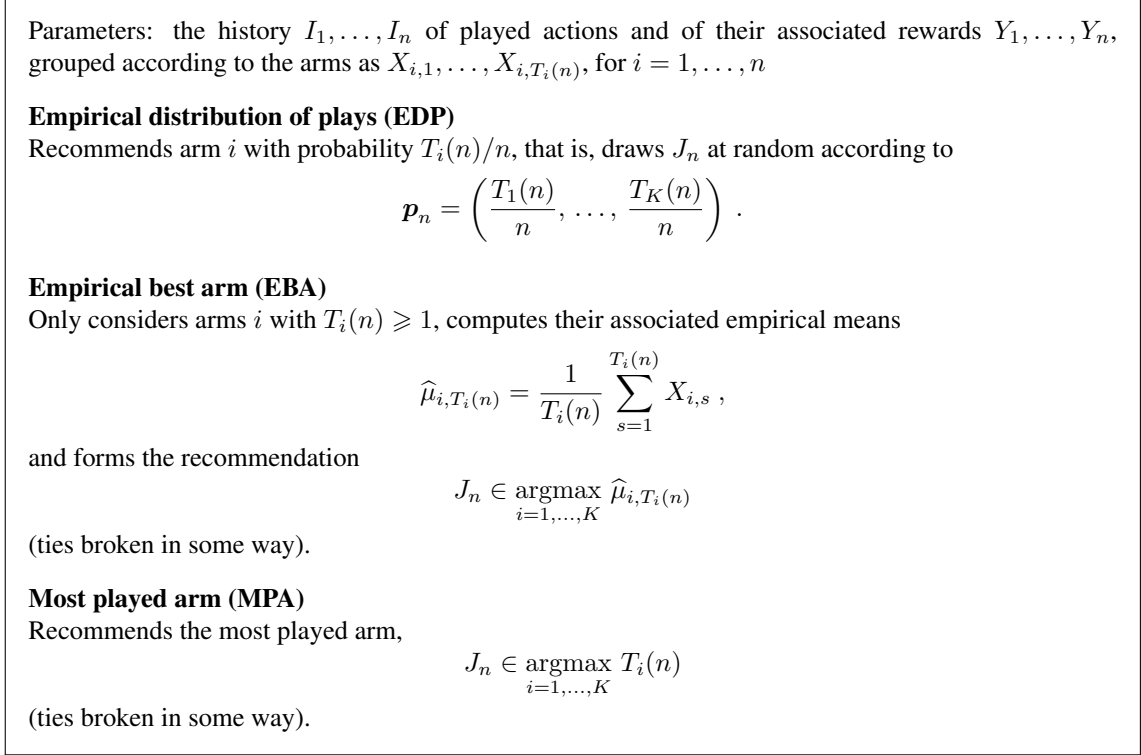 Parameters: the history $I_1, \ldots, I_n$ of played actions and of their associated rewards $Y_1, \ldots, Y_n$,
grouped according to the arms as $X_{i,1}, \ldots, X_{i,T_i(n)}$, for $i = 1, \ldots, n$
Empirical distribution of plays (EDP)
Recommends arm $i$ with probability $T_i(n)/n$, that is, draws $J_n$ at random according to
$\boldsymbol{p}_n = \left( \frac{T_1(n)}{n}, \ldots, \frac{T_K(n)}{n} \right) .$
Empirical best arm (EBA)
Only considers arms $i$ with $T_i(n) \geqslant 1$, computes their associated empirical means
$\widehat{\mu}_{i,T_i(n)} = \frac{1}{T_i(n)} \sum_{s=1}^{T_i(n)} X_{i,s} ,$
and forms the recommendation
$J_n \in \underset{i=1,\ldots,K}{\operatorname{argmax}} \widehat{\mu}_{i,T_i(n)}$
(ties broken in some way).
Most played arm (MPA)
Recommends the most played arm,
$J_n \in \underset{i=1,\ldots,K}{\operatorname{argmax}} T_i(n)$
(ties broken in some way).